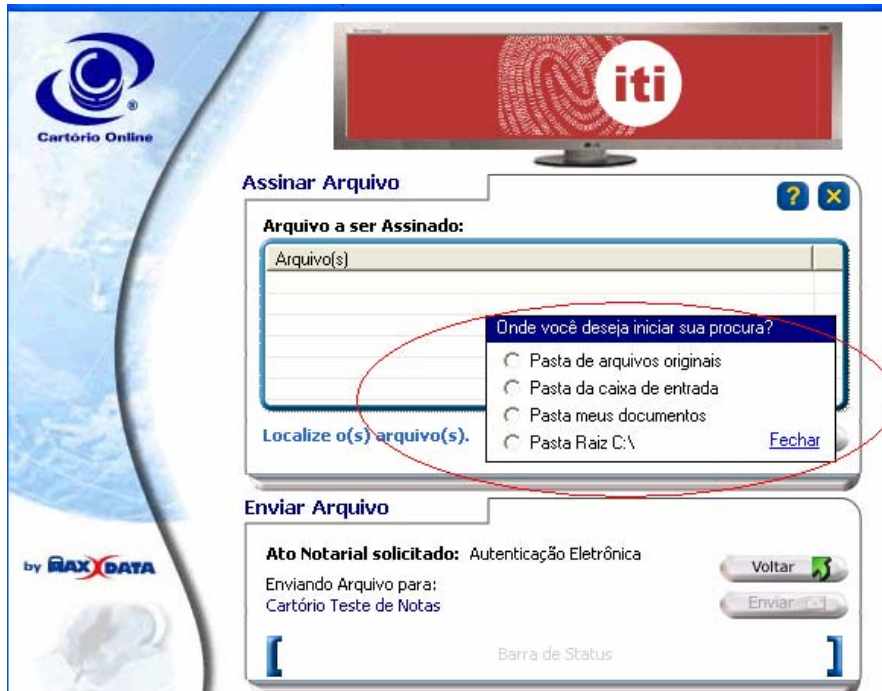 iti
Cartório Online
Assinar Arquivo
?
Arquivo a ser Assinado:
Arquivo(s)
Onde você deseja iniciar sua procura?
Pasta de arquivos originais
Pasta da caixa de entrada
Pasta meus documentos
Pasta Raiz C:\
Fechar
Localize o(s) arquivo(s).
Enviar Arquivo
Ato Notarial solicitado: Autenticação Eletrônica
Voltar
Enviando Arquivo para:
Cartório Teste de Notas
Enviar
by MAXXDATA
Barra de Status